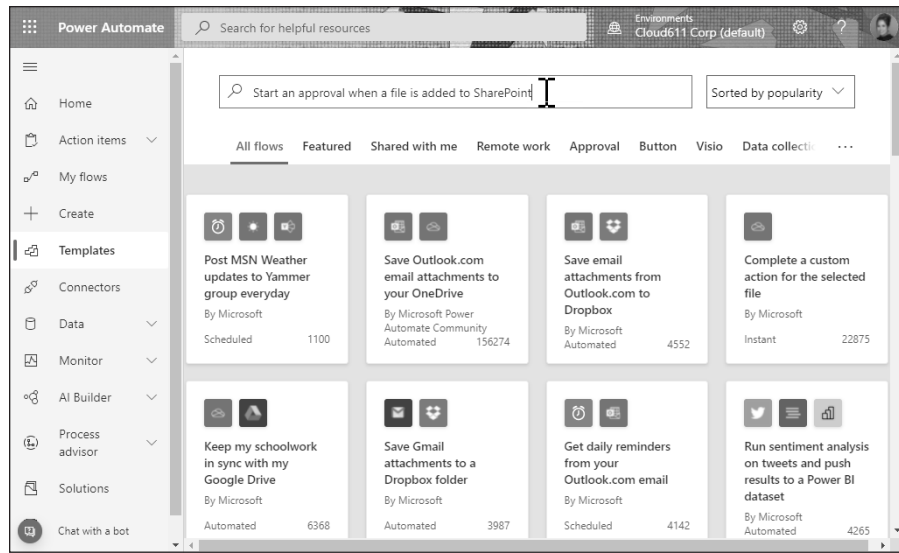 Power Automate
Search for helpful resources
Environments
Cloud611 Corp (default)
?
Home
Action items
My flows
Create
Templates
Connectors
Data
Monitor
AI Builder
Process
advisor
Solutions
Chat with a bot
Start an approval when a file is added to SharePoint
Sorted by popularity
All flows Featured Shared with me Remote work Approval Button Visio Data collectio ...
Post MSN Weather
updates to Yammer
group everyday
By Microsoft
Scheduled 1100
Save Outlook.com
email attachments to
your OneDrive
By Microsoft Power
Automate Community
Automated 156274
Save email
attachments from
Outlook.com to
Dropbox
By Microsoft
Automated 4552
Complete a custom
action for the selected
file
By Microsoft
Instant 22875
Keep my schoolwork
in sync with my
Google Drive
By Microsoft
Automated 6368
Save Gmail
attachments to a
Dropbox folder
By Microsoft
Automated 3987
Get daily reminders
from your
Outlook.com email
By Microsoft
Scheduled 4142
Run sentiment analysis
on tweets and push
results to a Power BI
dataset
By Microsoft
Automated 4265